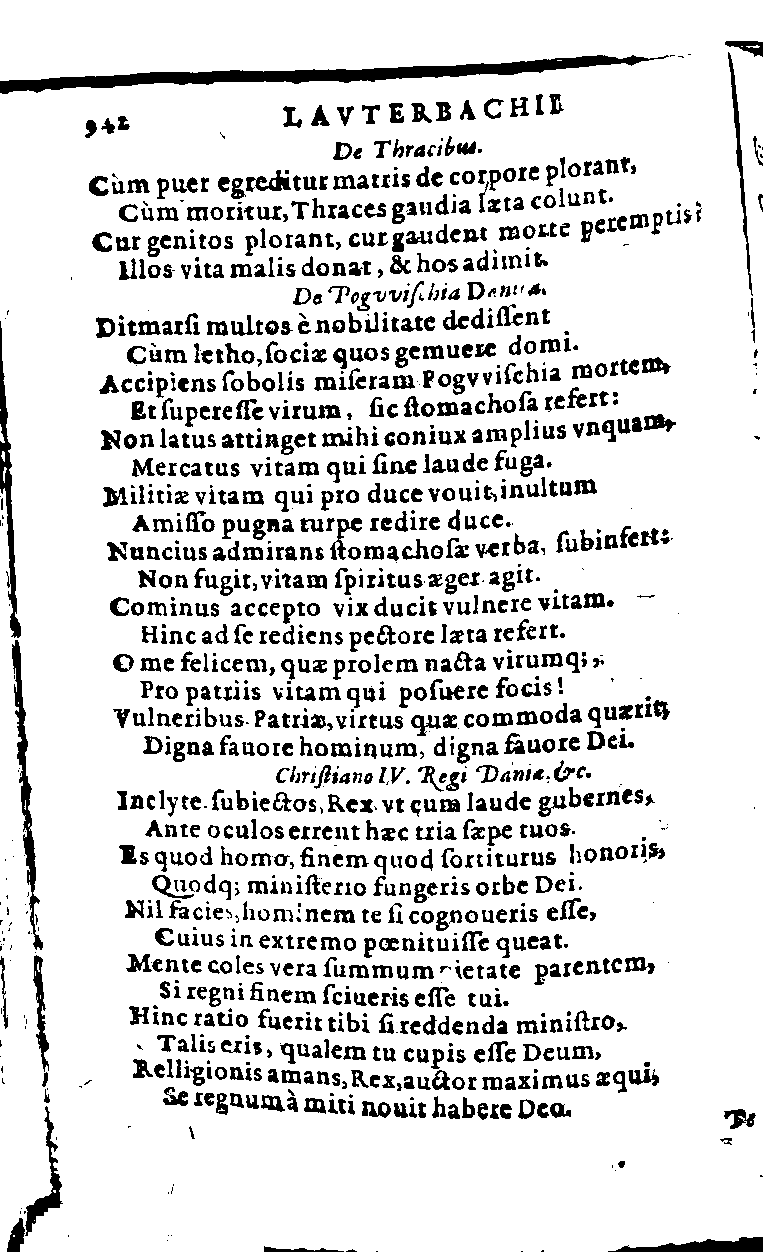 942 LAVTERBACHII
De Thracibus.
Cùm puer egreditur matris de corpore plorant,
Cùm moritur, Thraces gaudia læta colunt.
Cur genitos plorant, cur gaudent morte peremptis?
Illos vita malis donat, & hos adimit.
De Pogvviſchia Danica.
Ditmarſi multos è nobilitate dediſſent
Cùm letho, ſociæ quos gemuere domi.
Accipiens ſobolis miſeram Pogvviſchia mortem,
Et ſupereſſe virum, ſic ſtomachoſa refert:
Non latus attinget mihi coniux amplius vnquam,
Mercatus vitam qui ſine laude fuga.
Militiæ vitam qui pro duce vouit, inultum
Amiſſo pugna turpe redire duce.
Nuncius admirans ſtomachoſæ verba, ſubinfert:
Non fugit, vitam ſpiritus æger agit.
Cominus accepto vix ducit vulnere vitam.
Hinc ad ſe rediens pectore læta refert.
O me felicem, quæ prolem nacta virumq;,
Pro patriis vitam qui poſuere focis!
Vulneribus Patriæ, virtus quæ commoda quærit,
Digna fauore hominum, digna fauore Dei.
Chriſtiano IV. Regi Daniæ, &c.
Inclyte ſubiectos, Rex vt cum laude gubernes,
Ante oculos errent hæc tria ſæpe tuos.
Es quod homo, finem quod ſortiturus honoris,
Quodq; miniſterio fungeris orbe Dei.
Nil facies, hominem te ſi cognoueris eſſe,
Cuius in extremo pœnituiſſe queat.
Mente coles vera ſummum pietate parentem,
Si regni finem ſciueris eſſe tui.
Hinc ratio fuerit tibi ſi reddenda miniſtro,
Talis eris, qualem tu cupis eſſe Deum,
Relligionis amans, Rex, auctor maximus æqui,
Se regnum à miti nouit habere Deo.